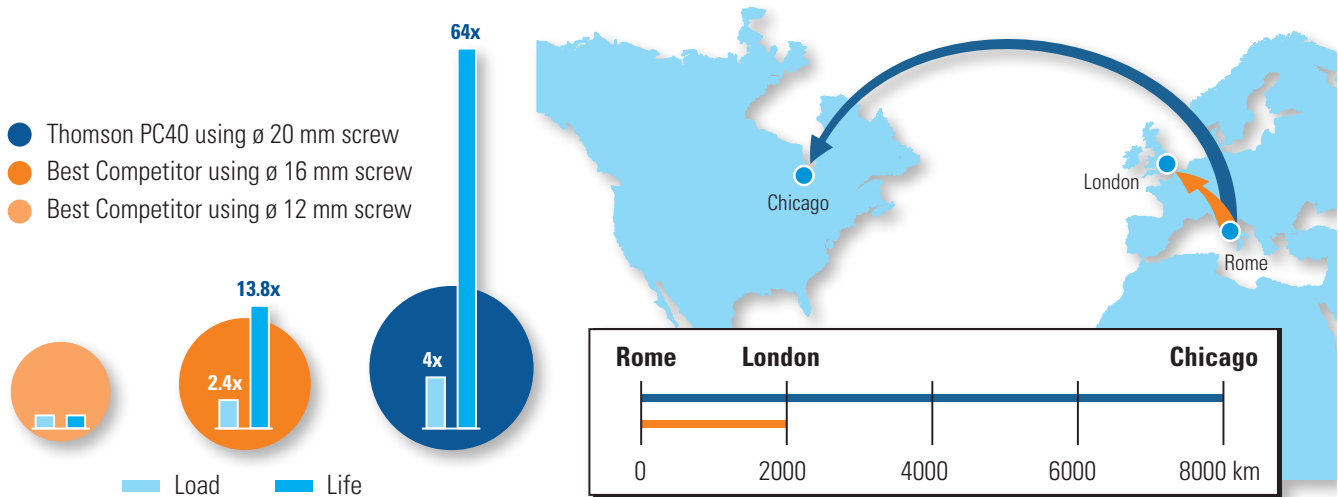 64x
Thomson PC40 using ø 20 mm screw
Best Competitor using ø 16 mm screw
Best Competitor using ø 12 mm screw
13.8x
2.4x
4x
Load
Life
Chicago
London
Rome
Rome London Chicago
0 2000 4000 6000 8000 km